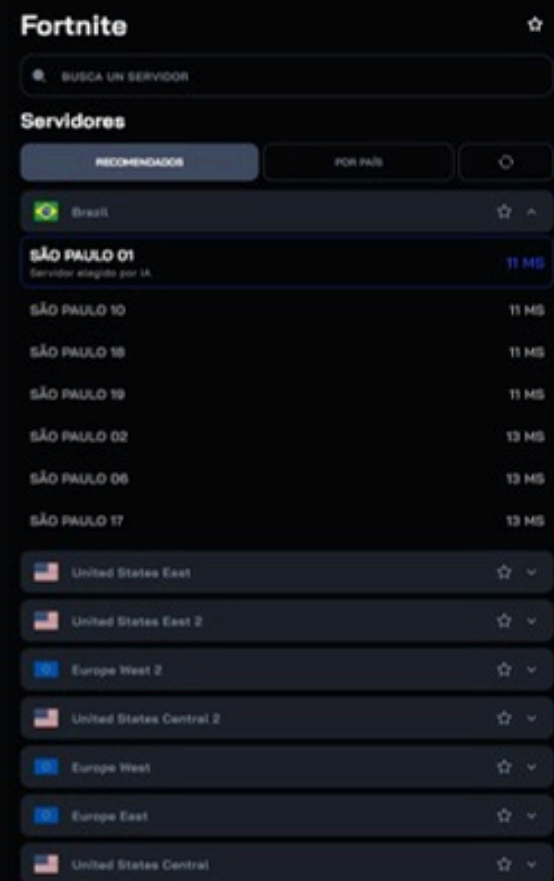 Fortnite
BUSCA UN SERVIDOR
Servidores
RECOMENDADOS
POR PAÍS
Brazil
SÃO PAULO 01
Servidor elegido por IA
11 MS
SÃO PAULO 10
11 MS
SÃO PAULO 18
11 MS
SÃO PAULO 19
11 MS
SÃO PAULO 02
13 MS
SÃO PAULO 06
13 MS
SÃO PAULO 17
13 MS
United States East
United States East 2
Europe West 2
United States Central 2
Europe West
Europe East
United States Central